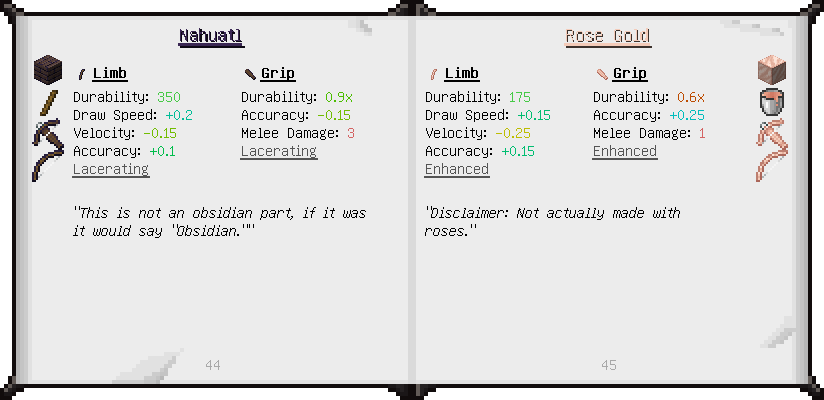 Nahuatl
Limb
Durability: 350
Draw Speed: +0.2
Velocity: -0.15
Accuracy: +0.1
Lacerating
Grip
Durability: 0.9x
Accuracy: -0.15
Melee Damage: 3
Lacerating
"This is not an obsidian part, if it was
it would say "Obsidian.""
44
Rose Gold
Limb
Durability: 175
Draw Speed: +0.15
Velocity: -0.25
Accuracy: +0.15
Enhanced
Grip
Durability: 0.6x
Accuracy: +0.25
Melee Damage: 1
Enhanced
"Disclaimer: Not actually made with
roses."
45